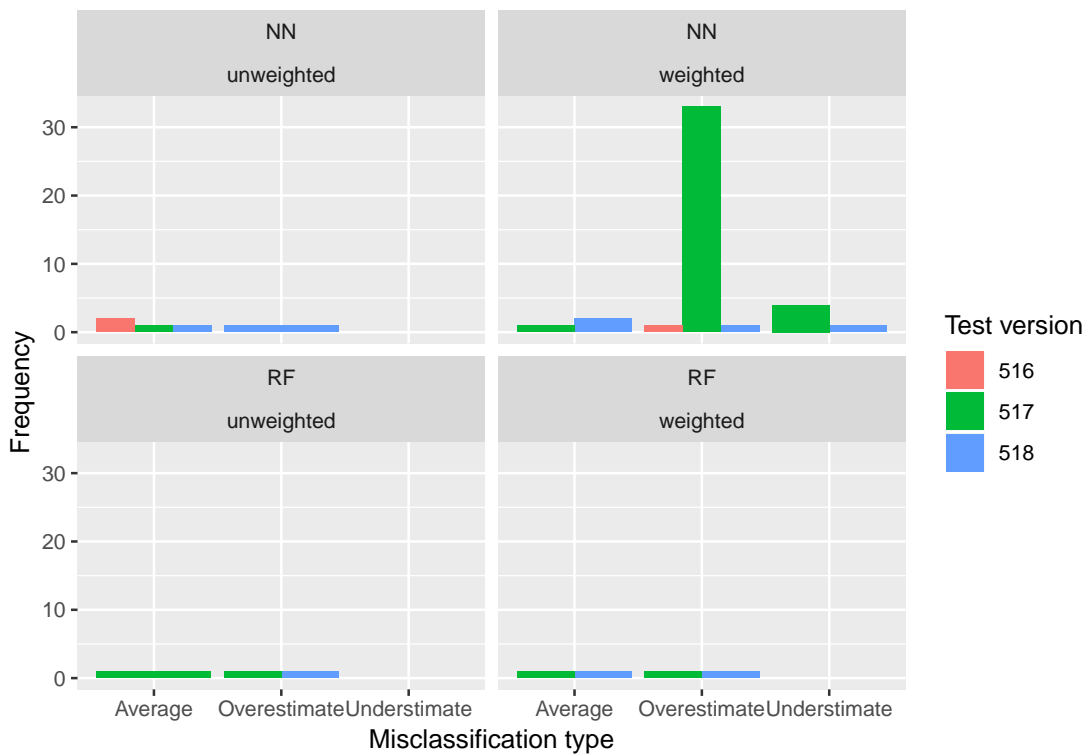 NN
unweighted
NN
weighted
30
20
10
0
RF
unweighted
RF
weighted
30
20
10
0
Average
Overestimate
Understimate
Average
Overestimate
Understimate
Misclassification type
Frequency
Test version
516
517
518